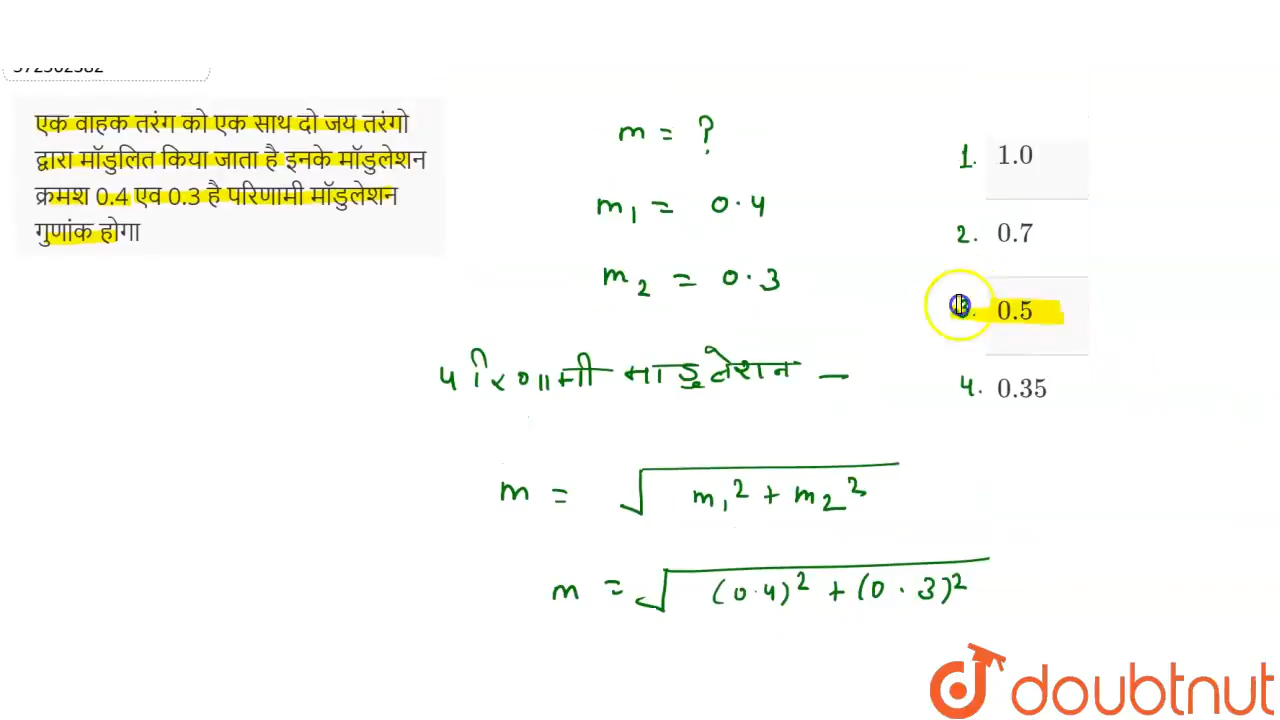 एक वाहक तरंग को एक साथ दो जय तरंगो
द्वारा मॉडुलित किया जाता है इनके मॉडुलेशन
क्रमश 0.4 एव 0.3 है परिणामी मॉडुलेशन
गुणांक होगा
m = ?
m₁ = 0.4
m₂ = 0.3
परिणामी माडूलेशन —
m = √(m₁² + m₂²)
m = √((0.4)² + (0.3)²)
1. 1.0
2. 0.7
3. 0.5
4. 0.35
doubtnut